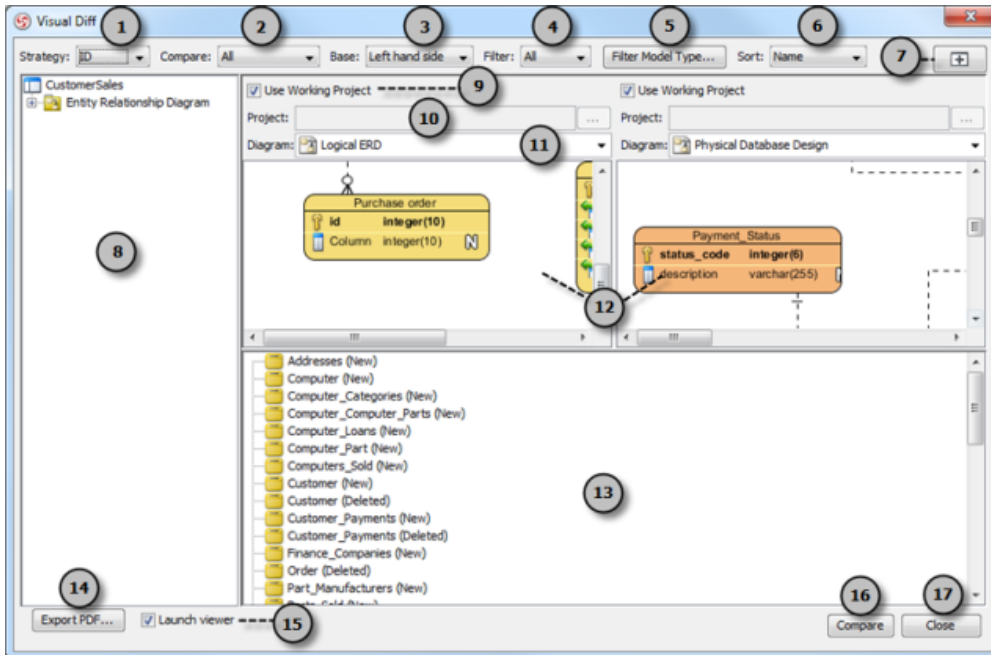 Visual Diff
1
2
3
4
5
6
7
Strategy: ID Compare: All Base: Left hand side Filter: All Filter Model Type... Sort: Name
CustomerSales
Entity Relationship Diagram
8
Use Working Project
9
Project: ...
10
Diagram: Logical ERD
11
Purchase order
id integer(10)
Column integer(10) N
Use Working Project
Project: ...
Diagram: Physical Database Design
Payment_Status
status_code integer(6)
description varchar(255)
12
Addresses (New)
Computer (New)
Computer_Categories (New)
Computer_Computer_Parts (New)
Computer_Loans (New)
Computer_Part (New)
Computers_Sold (New)
Customer (New)
Customer (Deleted)
Customer_Payments (New)
Customer_Payments (Deleted)
Finance_Companies (New)
Order (Deleted)
Part_Manufacturers (New)
13
14
Export PDF... Launch viewer
15
16
17
Compare Close